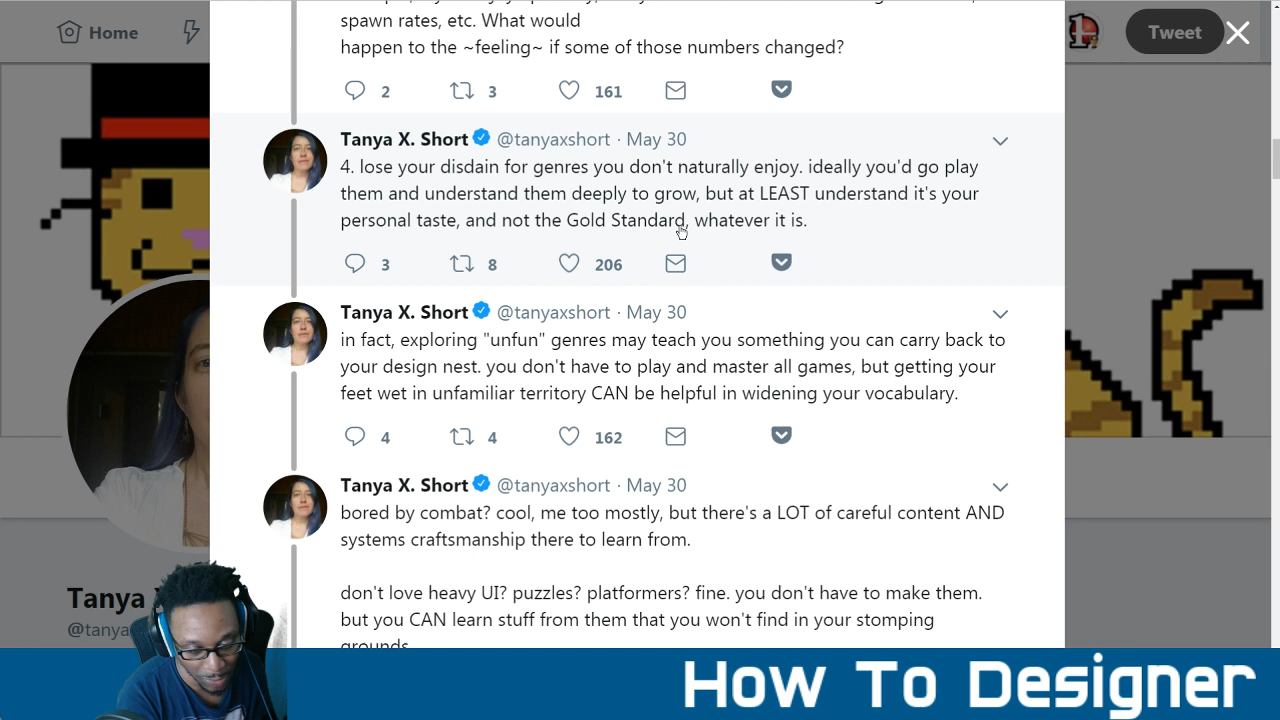 Home
spawn rates, etc. What would
happen to the ~feeling~ if some of those numbers changed?
Tweet
2 3 161
Tanya X. Short @tanyaxshort · May 30
4. lose your disdain for genres you don't naturally enjoy. ideally you'd go play
them and understand them deeply to grow, but at LEAST understand it's your
personal taste, and not the Gold Standard, whatever it is.
3 8 206
Tanya X. Short @tanyaxshort · May 30
in fact, exploring "unfun" genres may teach you something you can carry back to
your design nest. you don't have to play and master all games, but getting your
feet wet in unfamiliar territory CAN be helpful in widening your vocabulary.
4 4 162
Tanya X. Short @tanyaxshort · May 30
bored by combat? cool, me too mostly, but there's a LOT of careful content AND
systems craftsmanship there to learn from.
don't love heavy UI? puzzles? platformers? fine. you don't have to make them.
but you CAN learn stuff from them that you won't find in your stomping
grounds
Tanya
@tanya
How To Designer